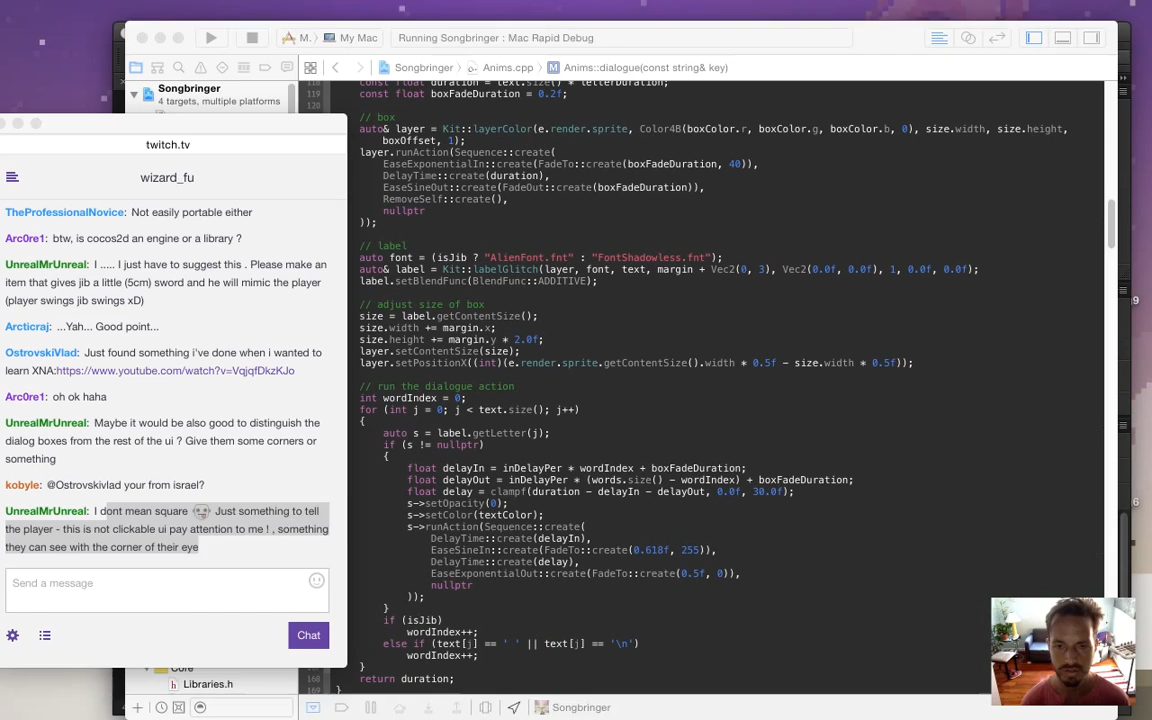 M.
My Mac
Running Songbringer : Mac Rapid Debug
Songbringer
Anims.cpp
Anims::dialogue(const string& key)
Songbringer
4 targets, multiple platforms
118 const float duration = text.size() * letterDuration;
119 const float boxFadeDuration = 0.2f;
120
// box
auto& layer = Kit::layerColor(e.render.sprite, Color4B(boxColor.r, boxColor.g, boxColor.b, 0), size.width, size.height,
boxOffset, 1);
layer.runAction(Sequence::create(
EaseExponentialIn::create(FadeTo::create(boxFadeDuration, 40)),
DelayTime::create(duration),
EaseSineOut::create(FadeOut::create(boxFadeDuration)),
RemoveSelf::create(),
nullptr
));
// label
auto font = (isJib ? "AlienFont.fnt" : "FontShadowless.fnt");
auto& label = Kit::labelGlitch(layer, font, text, margin + Vec2(0, 3), Vec2(0.0f, 0.0f), 1, 0.0f, 0.0f);
label.setBlendFunc(BlendFunc::ADDITIVE);
// adjust size of box
size = label.getContentSize();
size.width += margin.x;
size.height += margin.y * 2.0f;
layer.setContentSize(size);
layer.setPositionX((int)(e.render.sprite.getContentSize().width * 0.5f - size.width * 0.5f));
// run the dialogue action
int wordIndex = 0;
for (int j = 0; j < text.size(); j++)
{
auto s = label.getLetter(j);
if (s != nullptr)
{
float delayIn = inDelayPer * wordIndex + boxFadeDuration;
float delayOut = inDelayPer * (words.size() - wordIndex) + boxFadeDuration;
float delay = clampf(duration - delayIn - delayOut, 0.0f, 30.0f);
s->setOpacity(0);
s->setColor(textColor);
s->runAction(Sequence::create(
DelayTime::create(delayIn),
EaseSineIn::create(FadeTo::create(0.618f, 255)),
DelayTime::create(delay),
EaseExponentialOut::create(FadeTo::create(0.5f, 0)),
nullptr
));
}
if (isJib)
wordIndex++;
else if (text[j] == ' ' || text[j] == '\n')
wordIndex++;
}
168 return duration;
169 }
twitch.tv
wizard_fu
TheProfessionalNovice: Not easily portable either
Arc0re1: btw, is cocos2d an engine or a library ?
UnrealMrUnreal: I ..... I just have to suggest this . Please make an
item that gives jib a little (5cm) sword and he will mimic the player
(player swings jib swings xD)
Arcticraj: ...Yah... Good point...
OstrovskiVlad: Just found something i've done when i wanted to
learn XNA:https://www.youtube.com/watch?v=VqjqfDkzKJo
Arc0re1: oh ok haha
UnrealMrUnreal: Maybe it would be also good to distinguish the
dialog boxes from the rest of the ui ? Give them some corners or
something
kobyle: @Ostrovskivlad your from israel?
UnrealMrUnreal: I dont mean square Just something to tell
the player - this is not clickable ui pay attention to me ! , something
they can see with the corner of their eye
Send a message
Chat
Core
Libraries.h
Songbringer
9
6